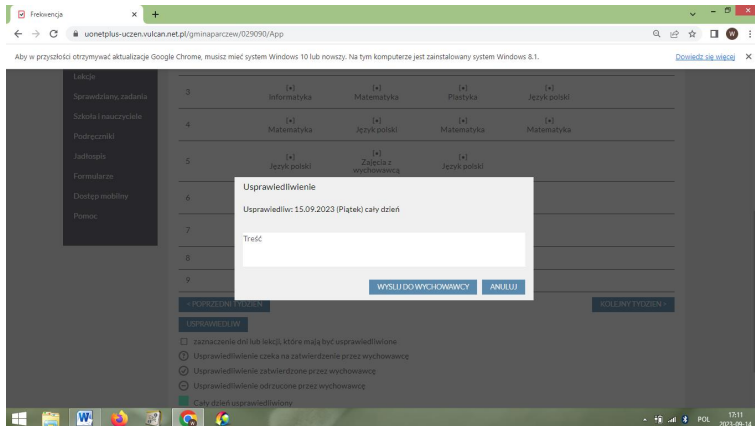 Frekwencja
uonetplus-uczen.vulcan.net.pl/gminaparczew/029090/App
W
Aby w przyszłości otrzymywać aktualizacje Google Chrome, musisz mieć system Windows 10 lub nowszy. Na tym komputerze jest zainstalowany system Windows 8.1.
Dowiedz się więcej
Lekcje
Sprawdziany, zadania
Szkoła i nauczyciele
Podręczniki
Jadłospis
Formularze
Dostęp mobilny
Pomoc
3
[•] Informatyka
[•] Matematyka
[•] Plastyka
[•] Język polski
4
[•] Matematyka
[•] Język polski
[•] Matematyka
[•] Matematyka
5
[•] Język polski
[•] Zajęcia z
wychowawcą
[•] Język polski
6
7
8
9
Usprawiedliwienie
Usprawiedliw: 15.09.2023 (Piątek) cały dzień
Treść
WYŚLIJ DO WYCHOWAWCY
ANULUJ
< POPRZEDNI TYDZIEŃ
KOLEJNY TYDZIEŃ >
USPRAWIEDLIW
zaznaczenie dni lub lekcji, które mają być usprawiedliwione
Usprawiedliwienie czeka na zatwierdzenie przez wychowawcę
Usprawiedliwienie zatwierdzone przez wychowawcę
Usprawiedliwienie odrzucone przez wychowawcę
Cały dzień usprawiedliwiony
POL
17:11
2023-09-14